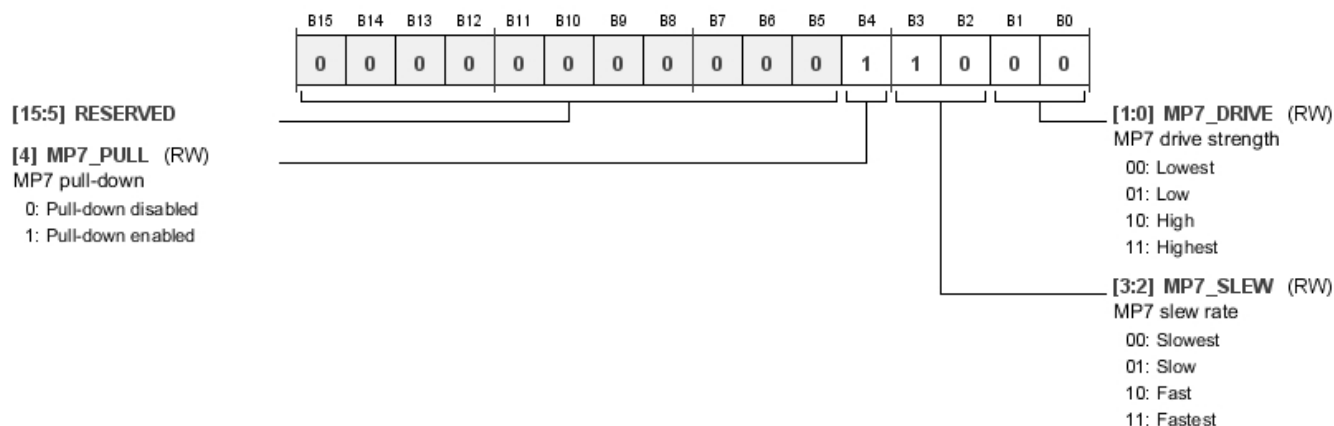 B15 B14 B13 B12 B11 B10 B9 B8 B7 B6 B5 B4 B3 B2 B1 B0
0 0 0 0 0 0 0 0 0 0 0 1 1 0 0 0
[15:5] RESERVED
[4] MP7_PULL (RW)
MP7 pull-down
0: Pull-down disabled
1: Pull-down enabled
[1:0] MP7_DRIVE (RW)
MP7 drive strength
00: Lowest
01: Low
10: High
11: Highest
[3:2] MP7_SLEW (RW)
MP7 slew rate
00: Slowest
01: Slow
10: Fast
11: Fastest